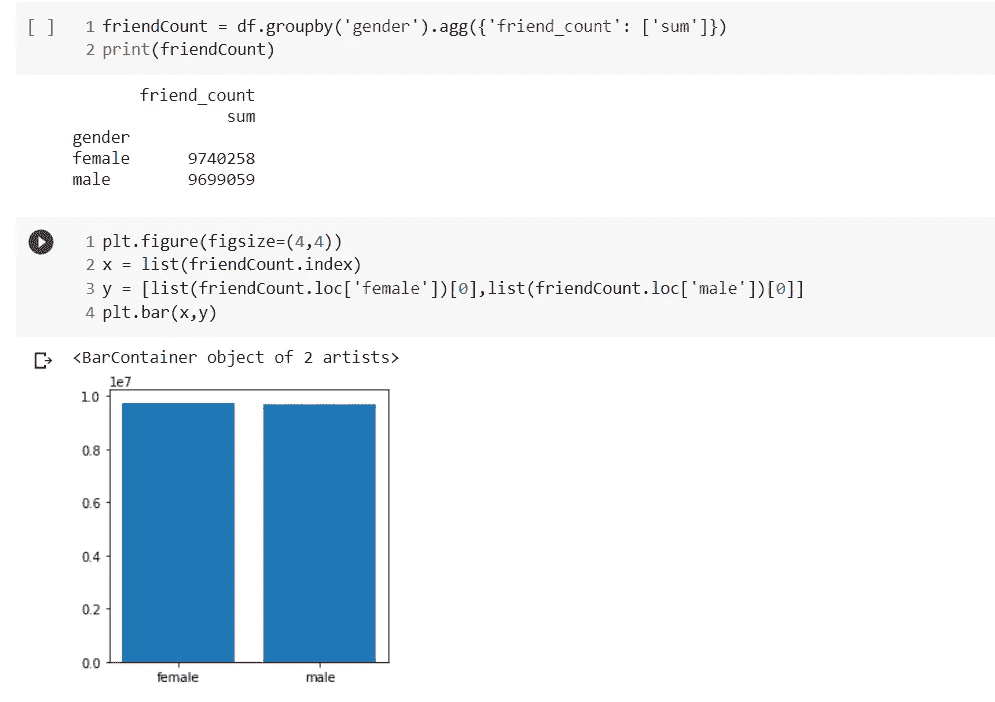 [ ] 1 friendCount = df.groupby('gender').agg({'friend_count': ['sum']})
2 print(friendCount)
friend_count
sum
gender
female 9740258
male 9699059
1 plt.figure(figsize=(4,4))
2 x = list(friendCount.index)
3 y = [list(friendCount.loc['female'])[0],list(friendCount.loc['male'])[0]]
4 plt.bar(x,y)
<BarContainer object of 2 artists>
1e7
1.0
0.8
0.6
0.4
0.2
0.0
female male